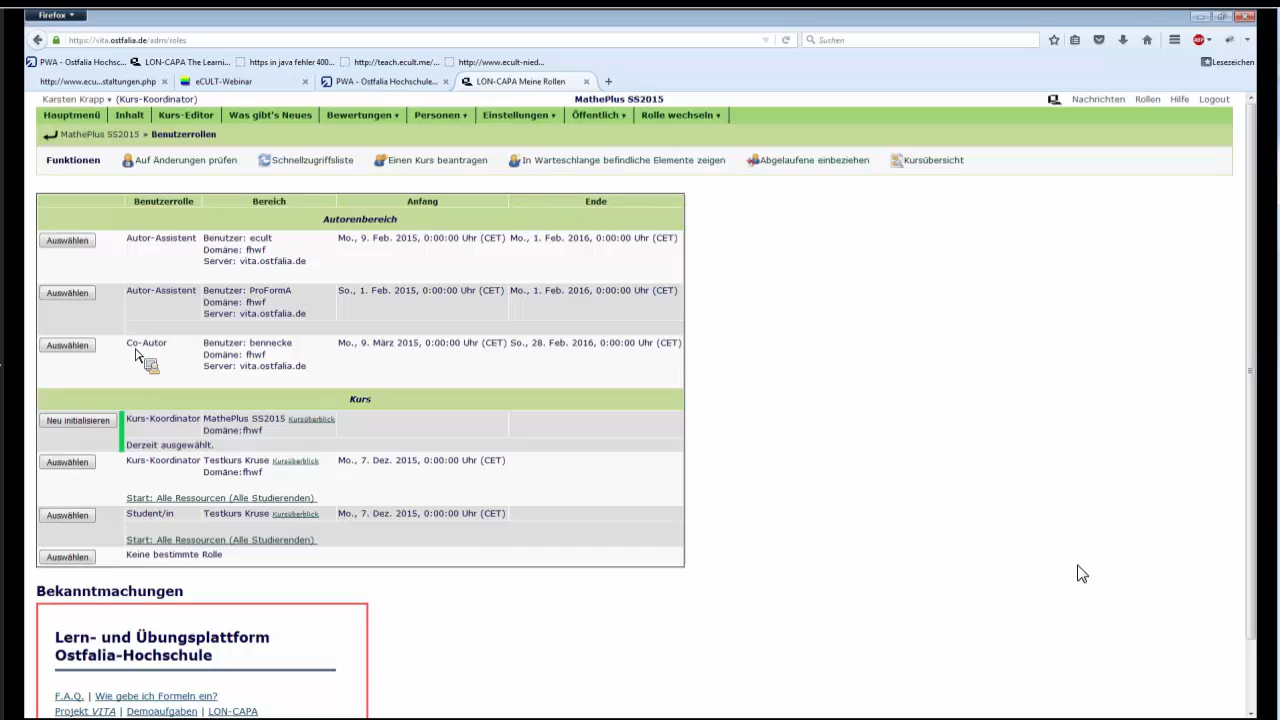 Firefox
https://vita.ostfalia.de/adm/roles
Suchen
PWA - Ostfalia Hochsc... LON-CAPA The Learni... https in java fehler 400... http://teach.ecult.me/... http://www.ecult-nied... Lesezeichen
http://www.ecu...staltungen.php eCULT-Webinar PWA - Ostfalia Hochschule... LON-CAPA Meine Rollen
Karsten Krapp (Kurs-Koordinator) MathePlus SS2015 Nachrichten Rollen Hilfe Logout
Hauptmenü Inhalt Kurs-Editor Was gibt's Neues Bewertungen Personen Einstellungen Öffentlich Rolle wechseln
MathePlus SS2015 » Benutzerrollen
Funktionen Auf Änderungen prüfen Schnellzugriffsliste Einen Kurs beantragen In Warteschlange befindliche Elemente zeigen Abgelaufene einbeziehen Kursübersicht
Benutzerrolle Bereich Anfang Ende
Autorenbereich
Auswählen Autor-Assistent Benutzer: ecult Mo., 9. Feb. 2015, 0:00:00 Uhr (CET) Mo., 1. Feb. 2016, 0:00:00 Uhr (CET)
Domäne: fhwf
Server: vita.ostfalia.de
Auswählen Autor-Assistent Benutzer: ProFormA So., 1. Feb. 2015, 0:00:00 Uhr (CET) Mo., 1. Feb. 2016, 0:00:00 Uhr (CET)
Domäne: fhwf
Server: vita.ostfalia.de
Auswählen Co-Autor Benutzer: bennecke Mo., 9. März 2015, 0:00:00 Uhr (CET) So., 28. Feb. 2016, 0:00:00 Uhr (CET)
Domäne: fhwf
Server: vita.ostfalia.de
Kurs
Neu initialisieren Kurs-Koordinator MathePlus SS2015 Kursüberblick
Domäne:fhwf
Derzeit ausgewählt.
Auswählen Kurs-Koordinator Testkurs Kruse Kursüberblick Mo., 7. Dez. 2015, 0:00:00 Uhr (CET)
Domäne:fhwf
Start: Alle Ressourcen (Alle Studierenden)
Auswählen Student/in Testkurs Kruse Kursüberblick Mo., 7. Dez. 2015, 0:00:00 Uhr (CET)
Start: Alle Ressourcen (Alle Studierenden)
Auswählen Keine bestimmte Rolle
Bekanntmachungen
Lern- und Übungsplattform
Ostfalia-Hochschule
F.A.Q. | Wie gebe ich Formeln ein?
Projekt VITA | Demoaufgaben | LON-CAPA